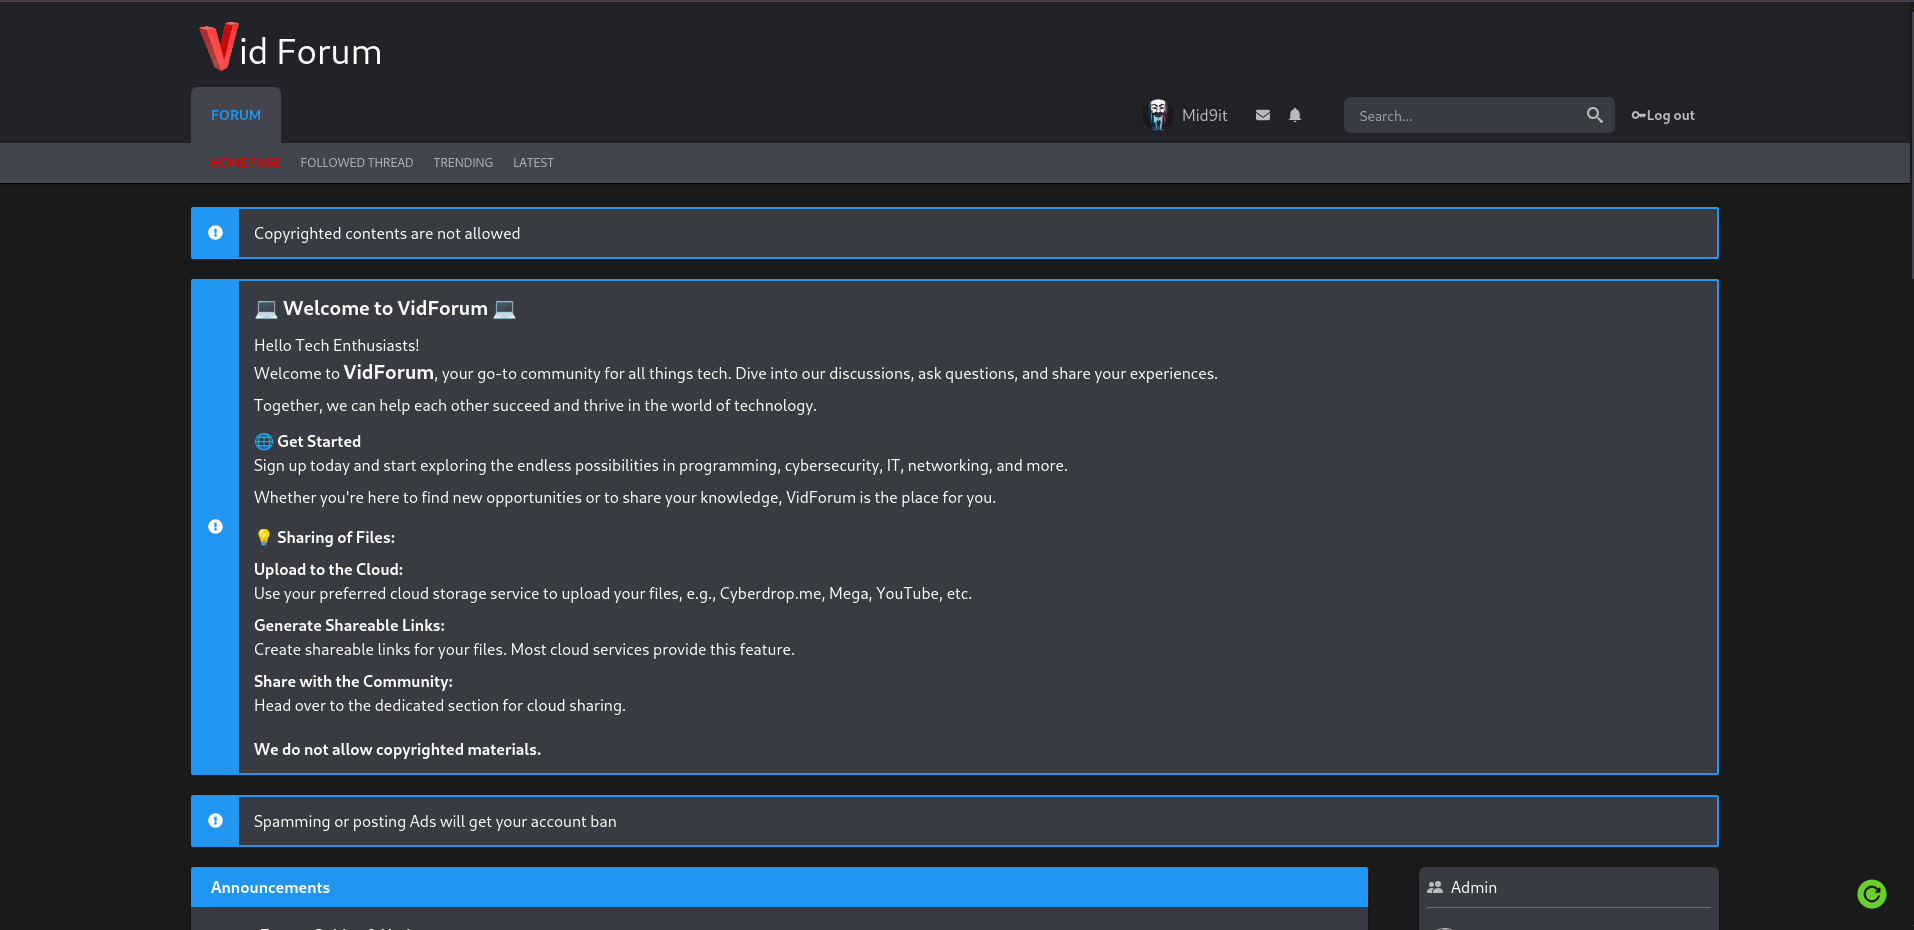 Vid Forum
FORUM
Mid9it
Search...
Log out
HOME PAGE
FOLLOWED THREAD
TRENDING
LATEST
Copyrighted contents are not allowed
💻 Welcome to VidForum 💻
Hello Tech Enthusiasts!
Welcome to VidForum, your go-to community for all things tech. Dive into our discussions, ask questions, and share your experiences.
Together, we can help each other succeed and thrive in the world of technology.
🌐 Get Started
Sign up today and start exploring the endless possibilities in programming, cybersecurity, IT, networking, and more.
Whether you're here to find new opportunities or to share your knowledge, VidForum is the place for you.
💡 Sharing of Files:
Upload to the Cloud:
Use your preferred cloud storage service to upload your files, e.g., Cyberdrop.me, Mega, YouTube, etc.
Generate Shareable Links:
Create shareable links for your files. Most cloud services provide this feature.
Share with the Community:
Head over to the dedicated section for cloud sharing.
We do not allow copyrighted materials.
Spamming or posting Ads will get your account ban
Announcements
Admin